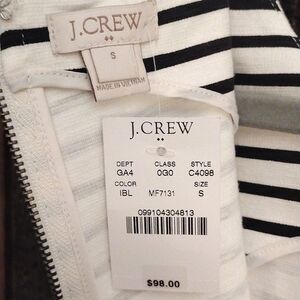 J.CREW
S
MADE IN VIETNAM
J.CREW
DEPT CLASS STYLE
GA4 0G0 C4098
COLOR SIZE
IBL MF7131 S
099104304813
$98.00